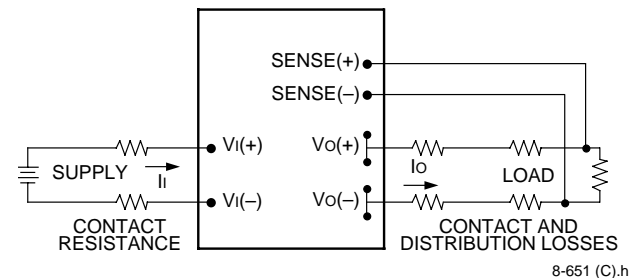 SENSE(+)
SENSE(–)
VI(+)
VO(+)
IO
SUPPLY
II
LOAD
VI(–)
VO(–)
CONTACT
RESISTANCE
CONTACT AND
DISTRIBUTION LOSSES
8-651 (C).h